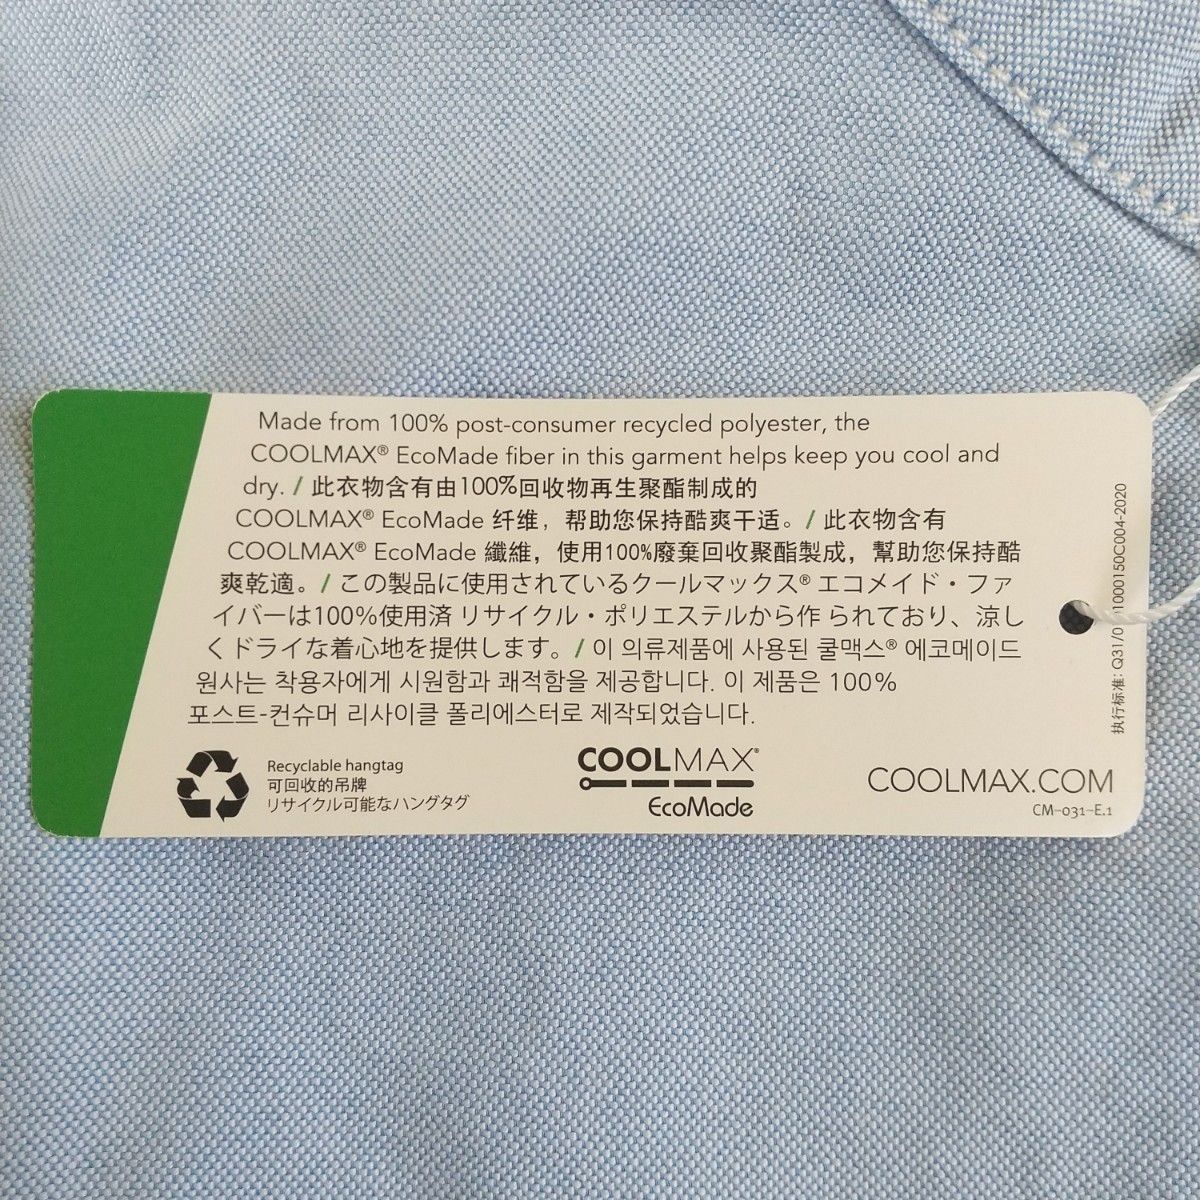 Made from 100% post-consumer recycled polyester, the
COOLMAX® EcoMade fiber in this garment helps keep you cool and
dry. / 此衣物含有由100%回收物再生聚酯制成的
COOLMAX® EcoMade 纤维，帮助您保持酷爽干适。/ 此衣物含有
COOLMAX® EcoMade 纖維，使用100%廢棄回收聚酯製成，幫助您保持酷
爽乾適。/ この製品に使用されているクールマックス® エコメイド・ファ
イバーは100%使用済 リサイクル・ポリエステルから作 られており、涼し
くドライな着心地を提供します。/ 이 의류제품에 사용된 쿨맥스® 에코메이드
원사는 착용자에게 시원함과 쾌적함을 제공합니다. 이 제품은 100%
포스트-컨슈머 리사이클 폴리에스터로 제작되었습니다.
Recyclable hangtag
可回收的吊牌
リサイクル可能なハングタグ
COOLMAX®
EcoMade
COOLMAX.COM
CM-031-E.1
执行标准: Q317/0 1000150C004-2020